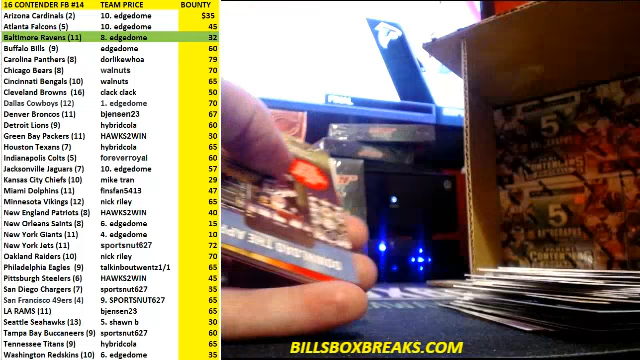 16 CONTENDER FB #14 TEAM PRICE BOUNTY
Arizona Cardinals (2) 10. edgedome $35
Atlanta Falcons (5) 10. edgedome 45
Baltimore Ravens (11) 8. edgedome 32
Buffalo Bills (9) edgedome 60
Carolina Panthers (8) dorlikewhoa 79
Chicago Bears (8) walnuts 70
Cincinnati Bengals (10) walnuts 65
Cleveland Browns (16) clack clack 50
Dallas Cowboys (12) 1. edgedome 70
Denver Broncos (11) bjensen23 67
Detroit Lions (9) hybridcola 60
Green Bay Packers (11) HAWKS2WIN 30
Houston Texans (7) hybridcola 65
Indianapolis Colts (5) foreverroyal 60
Jacksonville Jaguars (7) 10. edgedome 57
Kansas City Chiefs (10) mike tran 29
Miami Dolphins (11) finsfan5413 47
Minnesota Vikings (12) nick riley 65
New England Patriots (8) HAWKS2WIN 40
New Orleans Saints (8) 6. edgedome 15
New York Giants (11) 4. edgedome 10
New York Jets (11) sportsnut627 72
Oakland Raiders (10) nick riley 70
Philadelphia Eagles (9) talkinboutwentz1/1 65
Pittsburgh Steelers (6) HAWKS2WIN 45
San Diego Chargers (7) sportsnut627 35
San Francisco 49ers (4) 9. SPORTSNUT627 65
LA RAMS (11) bjensen23 65
Seattle Seahawks (13) 5. shawn b 30
Tampa Bay Buccaneers (9) sportsnut627 60
Tennessee Titans (9) hybridcola 65
Washington Redskins (10) 6. edgedome 35
DOWNLOAD THE APP
BILLSBOXBREAKS.COM